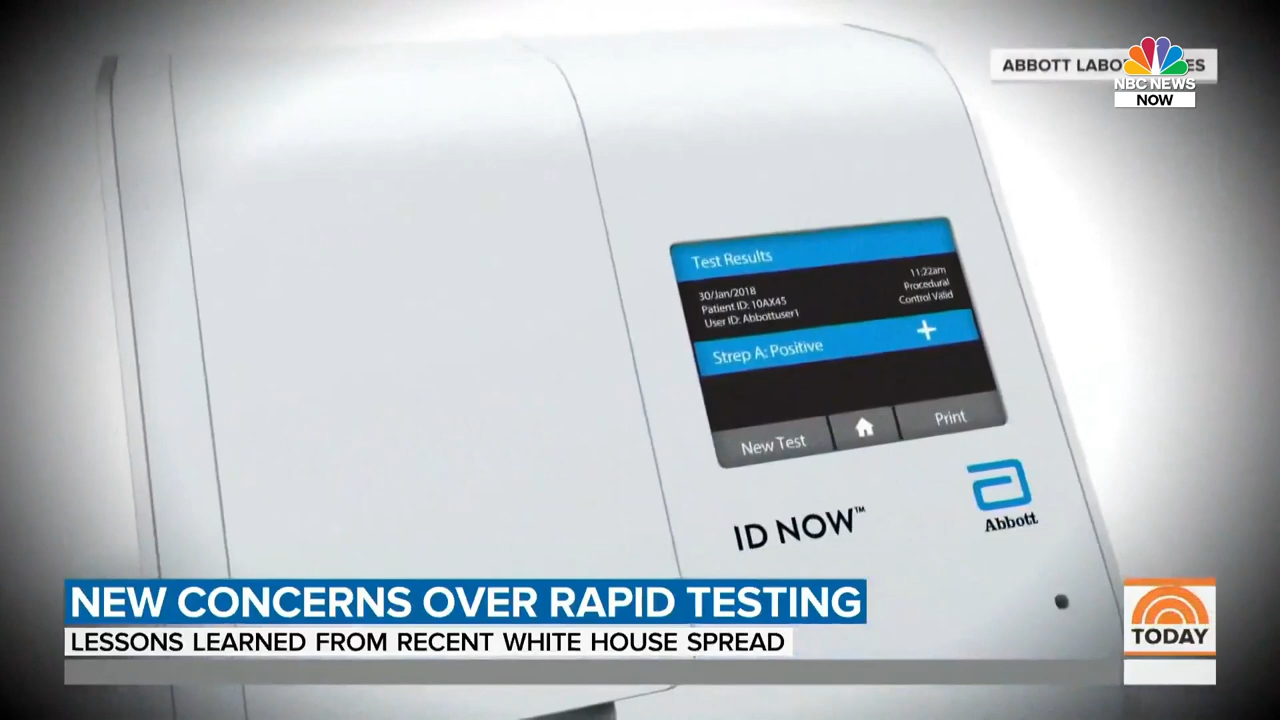 ABBOTT LABO ES
NBC NEWS
NOW
Test Results
30/Jan/2018
Patient ID: 10AX45
User ID: Abbottuser1
11:22am
Procedural
Control Valid
Strep A: Positive
New Test
Print
ID NOW™
Abbott
NEW CONCERNS OVER RAPID TESTING
LESSONS LEARNED FROM RECENT WHITE HOUSE SPREAD
TODAY